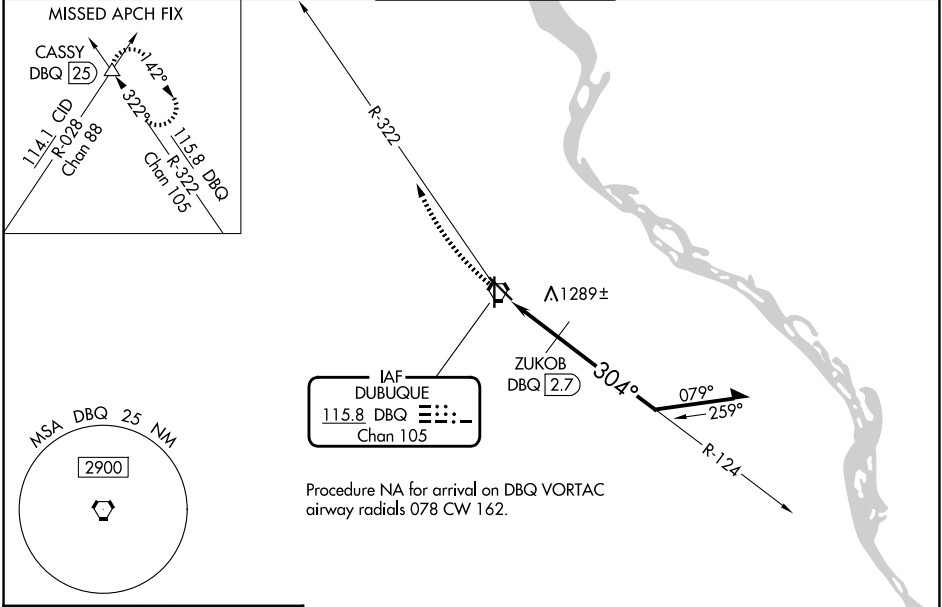 MISSED APCH FIX
CASSY
DBQ 25
142°
322°
114.1 CID
R-028
Chan 88
115.8 DBQ
R-322
Chan 105
R-322
1289±
ZUKOB
DBQ 2.7
304°
079°
259°
R-124
IAF
DUBUQUE
115.8 DBQ
Chan 105
MSA DBQ 25 NM
2900
Procedure NA for arrival on DBQ VORTAC
airway radials 078 CW 162.